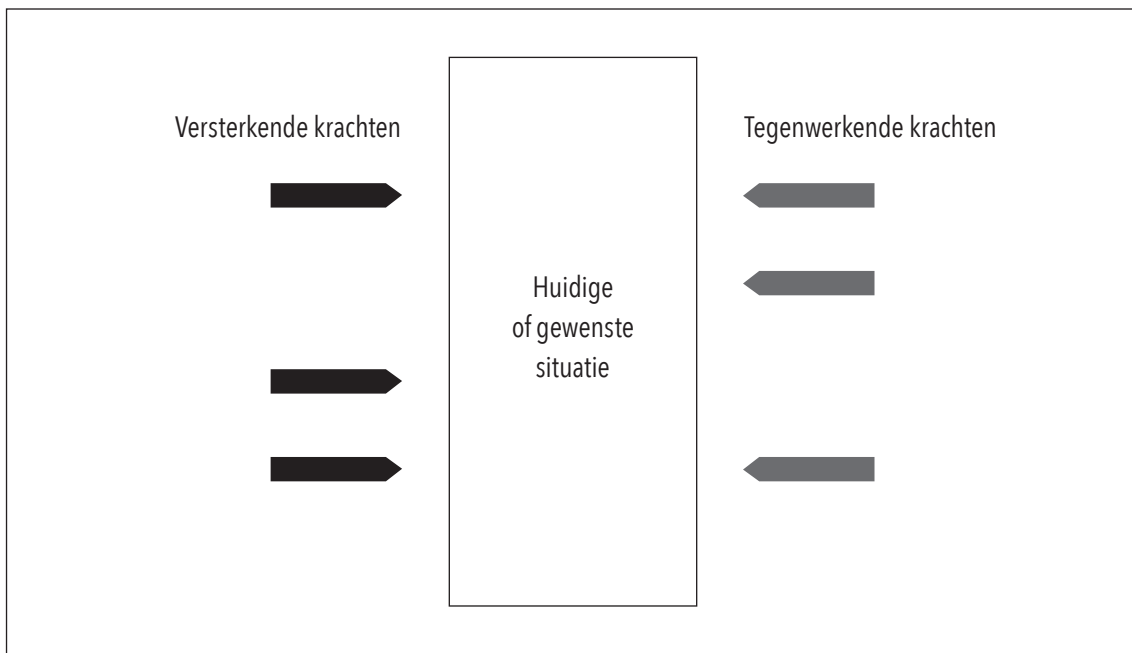 Versterkende krachten
Tegenwerkende krachten
Huidige
of gewenste
situatie